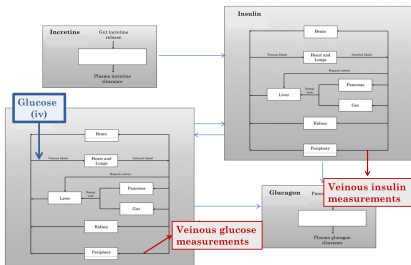 Incretins
Gut incretins
release
Plasma incretins
clearance
Insulin
Brain
Venous blood
Heart and
Lungs
Arterial blood
Hepatic artery
Liver
Portal
vein
Pancreas
Gut
Kidney
Periphery
Glucose
(iv)
Brain
Venous blood
Heart and
Lungs
Arterial blood
Hepatic artery
Liver
Portal
vein
Pancreas
Gut
Kidney
Periphery
Veinous glucose
measurements
Veinous insulin
measurements
Glucagon
Plasma glucagon
clearance